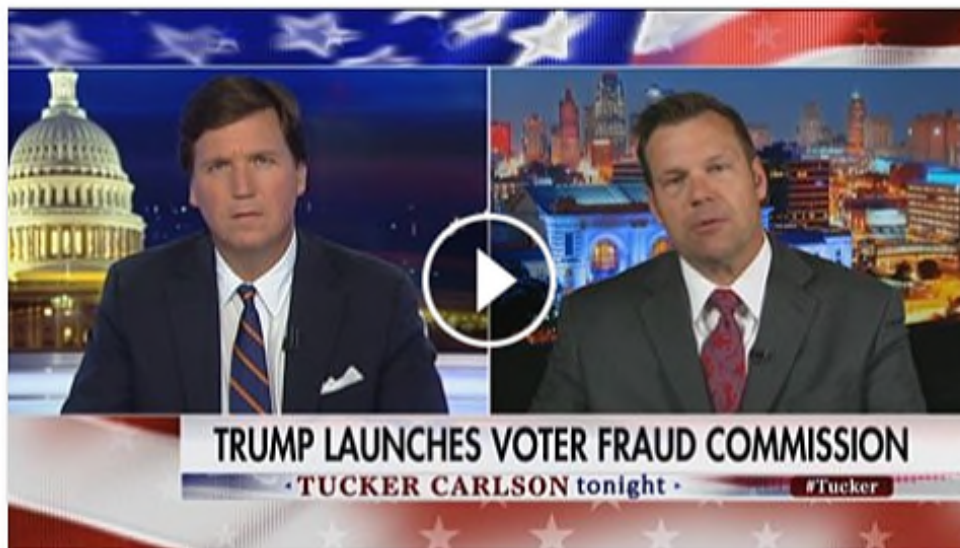 TRUMP LAUNCHES VOTER FRAUD COMMISSION
TUCKER CARLSON tonight
#Tucker